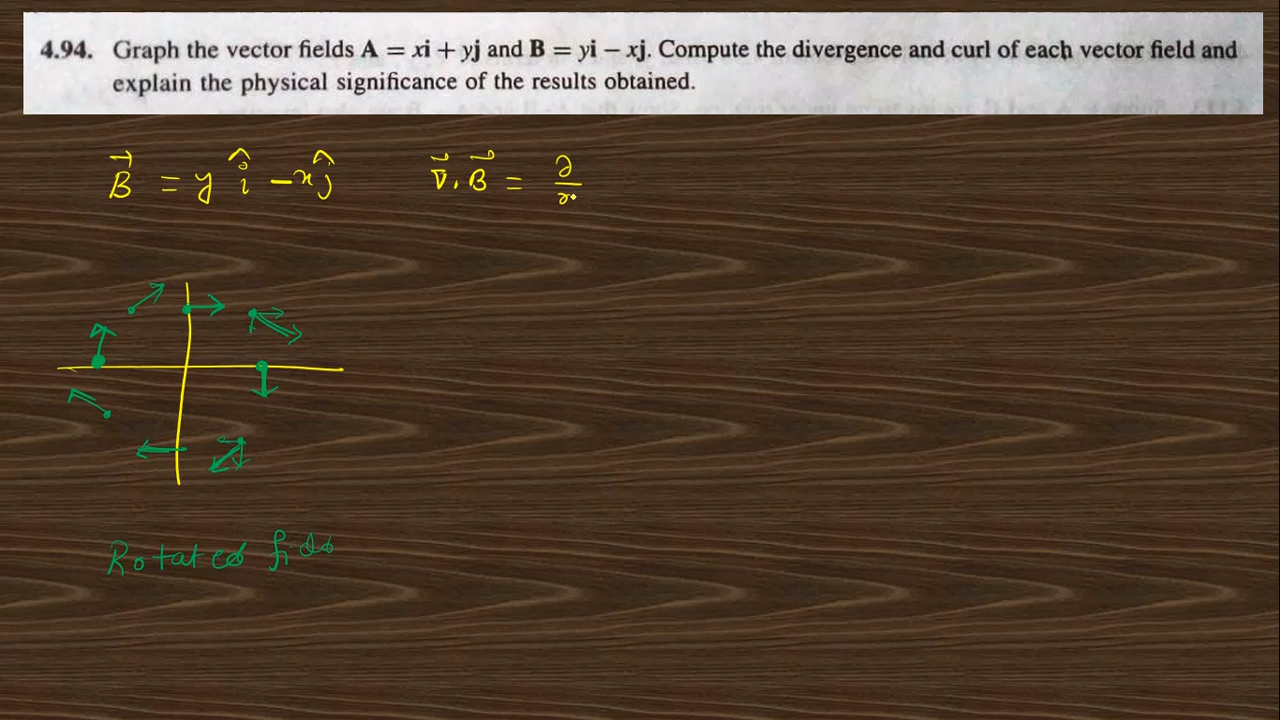 4.94. Graph the vector fields A = xi + yj and B = yi − xj. Compute the divergence and curl of each vector field and
explain the physical significance of the results obtained.
B⃗ = y î − x ĵ ∇⃗ . B⃗ = ∂/∂
Rotated